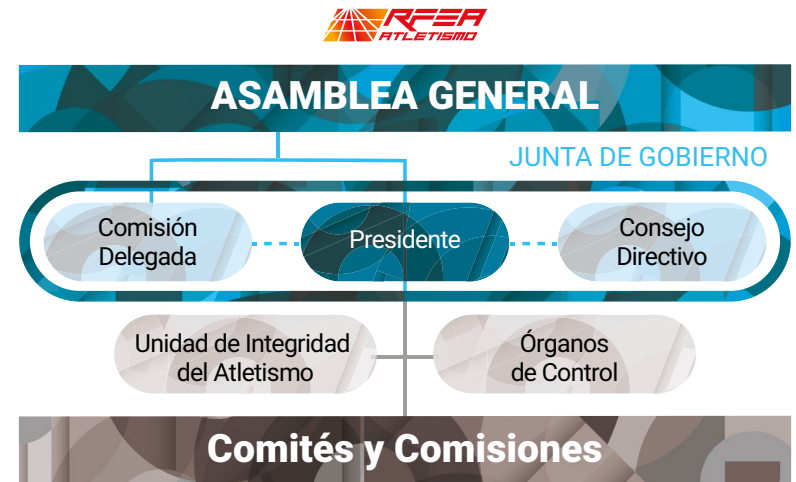 RFEA
ATLETISMO
ASAMBLEA GENERAL
JUNTA DE GOBIERNO
Comisión
Delegada
Presidente
Consejo
Directivo
Unidad de Integridad
del Atletismo
Órganos
de Control
Comités y Comisiones